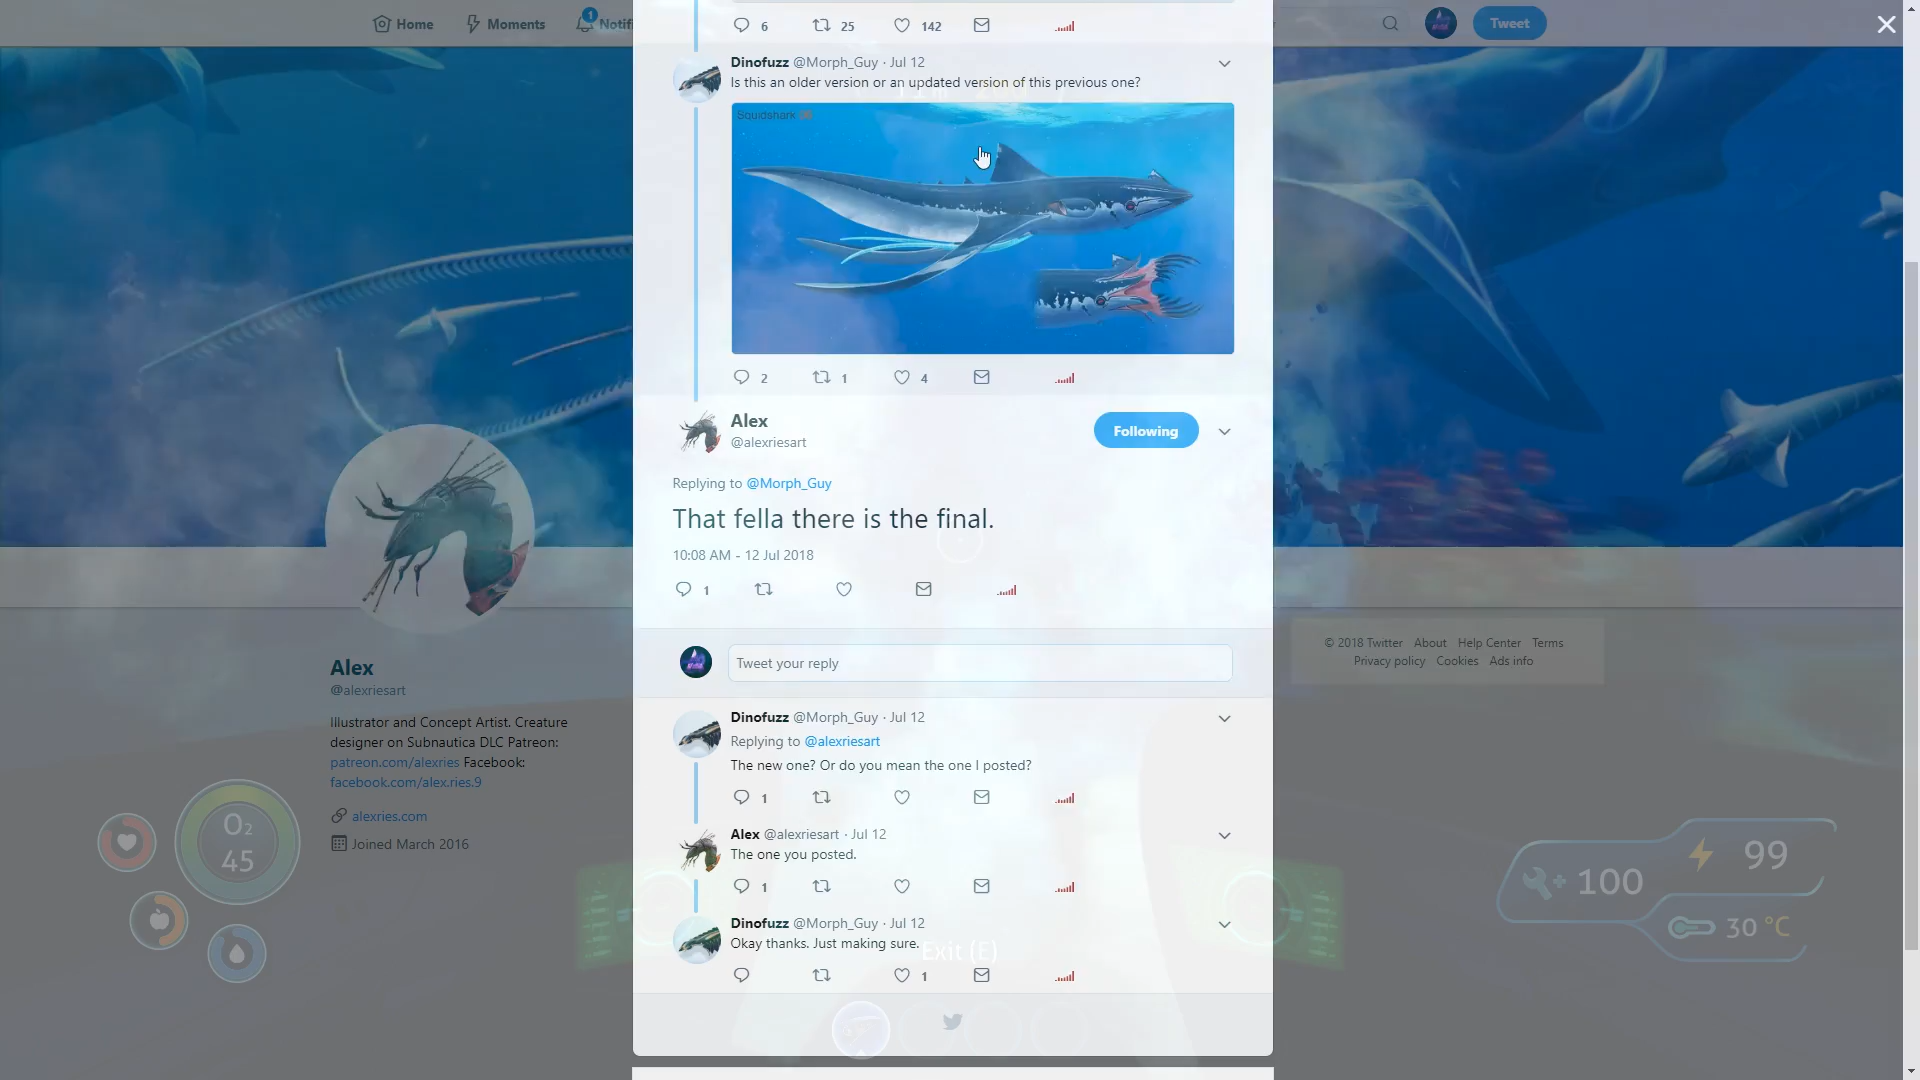 Home
Moments
Notifi
1
Tweet
6
25
142
Dinofuzz @Morph_Guy · Jul 12
Is this an older version or an updated version of this previous one?
Squidshark
2
1
4
Alex
@alexriesart
Following
Replying to @Morph_Guy
That fella there is the final.
10:08 AM - 12 Jul 2018
1
Tweet your reply
Dinofuzz @Morph_Guy · Jul 12
Replying to @alexriesart
The new one? Or do you mean the one I posted?
1
Alex @alexriesart · Jul 12
The one you posted.
1
Dinofuzz @Morph_Guy · Jul 12
Okay thanks. Just making sure.
Exit (E)
1
Alex
@alexriesart
Illustrator and Concept Artist. Creature
designer on Subnautica DLC Patreon:
patreon.com/alexries Facebook:
facebook.com/alex.ries.9
alexries.com
Joined March 2016
O2
45
© 2018 Twitter About Help Center Terms
Privacy policy Cookies Ads info
99
100
30 °C